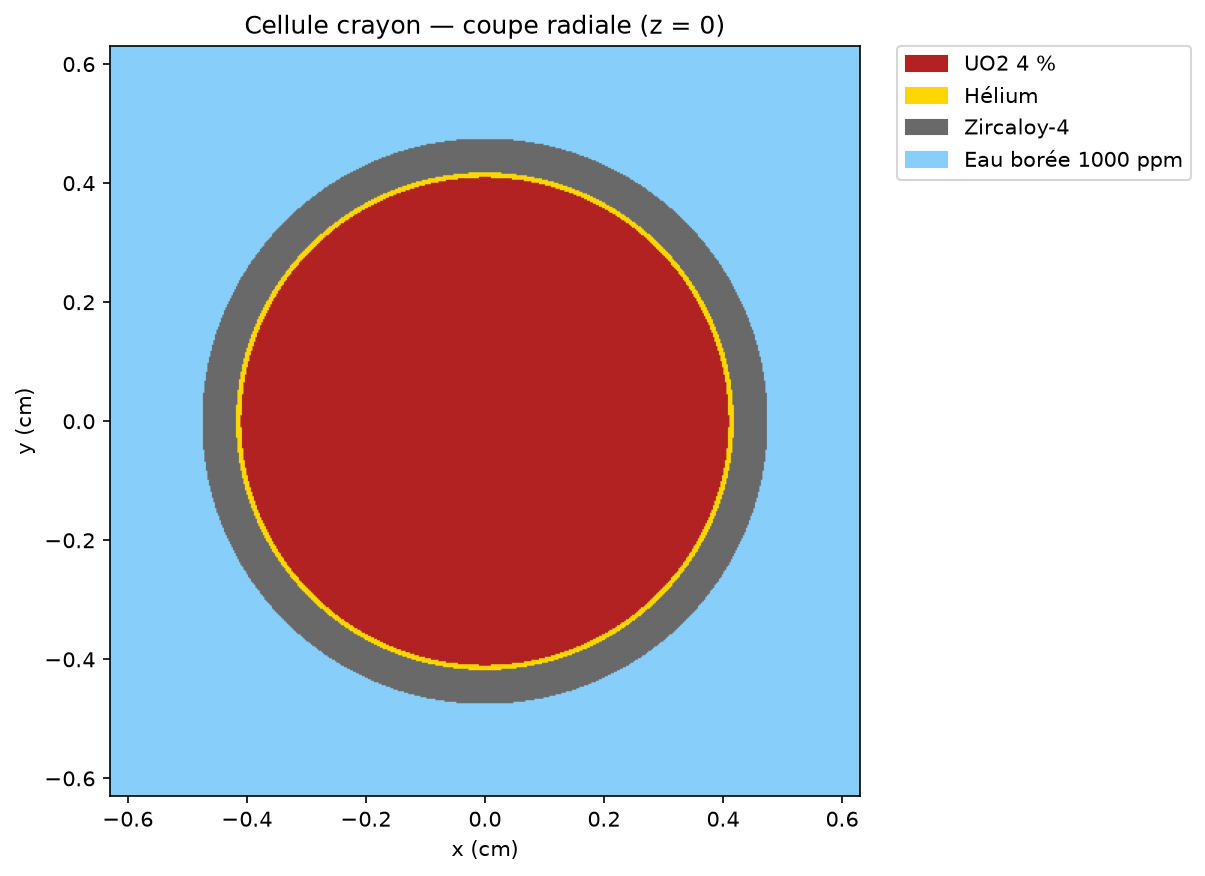 Cellule crayon — coupe radiale (z = 0)
UO2 4 %
Hélium
Zircaloy-4
Eau borée 1000 ppm
y (cm)
0.6
0.4
0.2
0.0
−0.2
−0.4
−0.6
−0.6 −0.4 −0.2 0.0 0.2 0.4 0.6
x (cm)